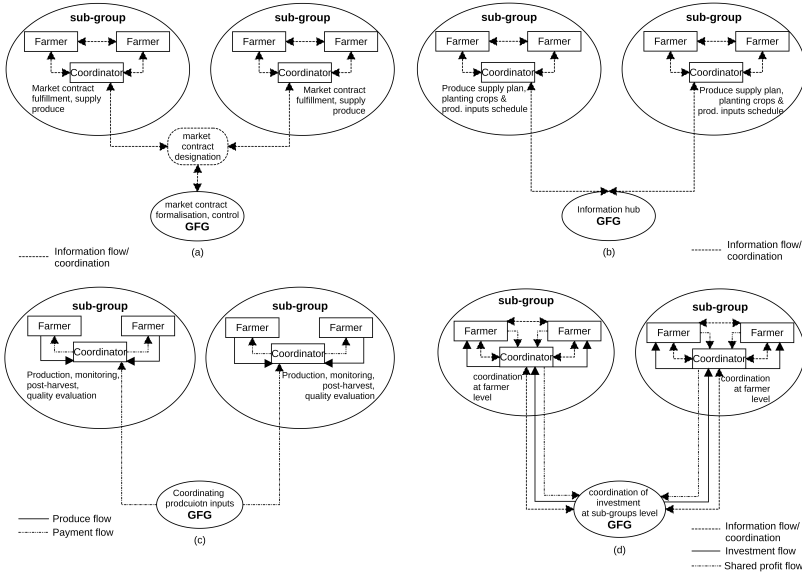 sub-group
Farmer
Farmer
Coordinator
Market contract
fulfillment, supply
produce
sub-group
Farmer
Farmer
Coordinator
Market contract
fulfillment, supply
produce
market
contract
designation
market contract
formalisation, control
GFG
(a)
Information flow/
coordination
sub-group
Farmer
Farmer
Coordinator
Produce supply plan,
planting crops &
prod. inputs schedule
sub-group
Farmer
Farmer
Coordinator
Produce supply plan,
planting crops &
prod. inputs schedule
Information hub
GFG
(b)
Information flow/
coordination
sub-group
Farmer
Farmer
Coordinator
Production, monitoring,
post-harvest,
quality evaluation
sub-group
Farmer
Farmer
Coordinator
Production, monitoring,
post-harvest,
quality evaluation
Coordinating
prodcuiotn inputs
GFG
(c)
Produce flow
Payment flow
sub-group
Farmer
Farmer
Coordinator
coordination
at farmer
level
sub-group
Farmer
Farmer
Coordinator
coordination
at farmer
level
coordination of
investment
at sub-groups level
GFG
(d)
Information flow/
coordination
Investment flow
Shared profit flow